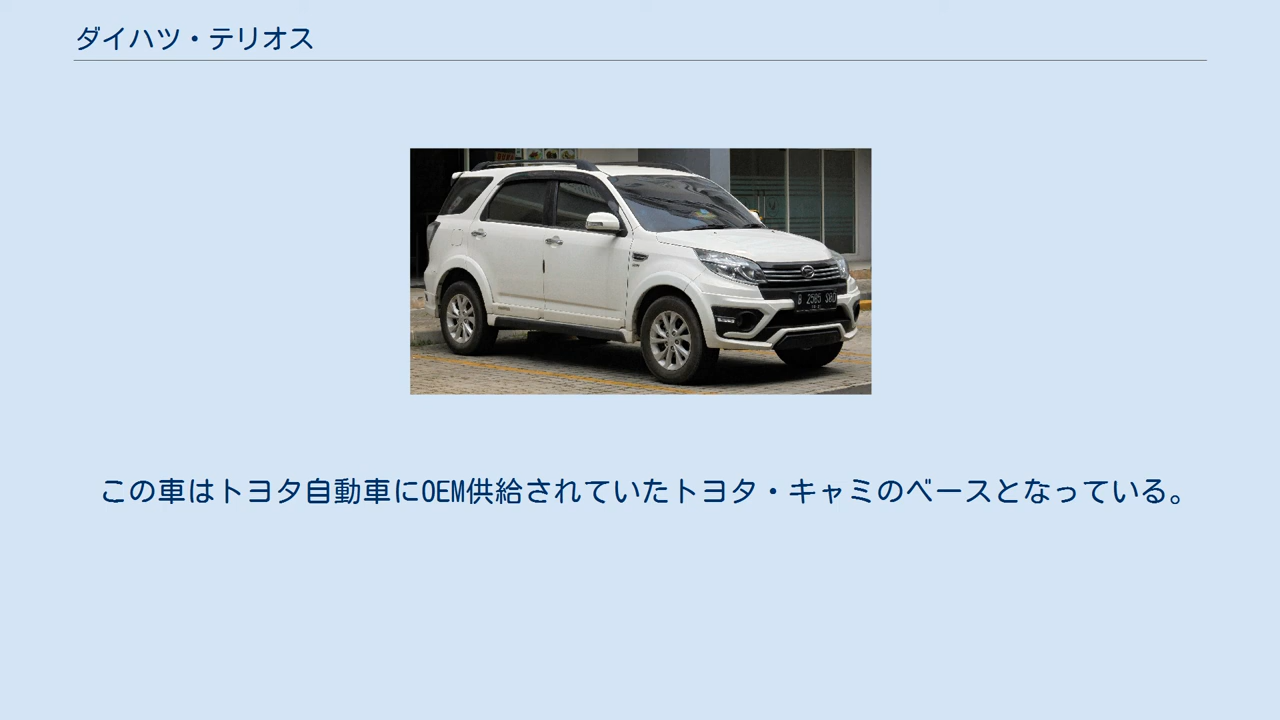 ダイハツ・テリオス
この車はトヨタ自動車にOEM供給されていたトヨタ・キャミのベースとなっている。